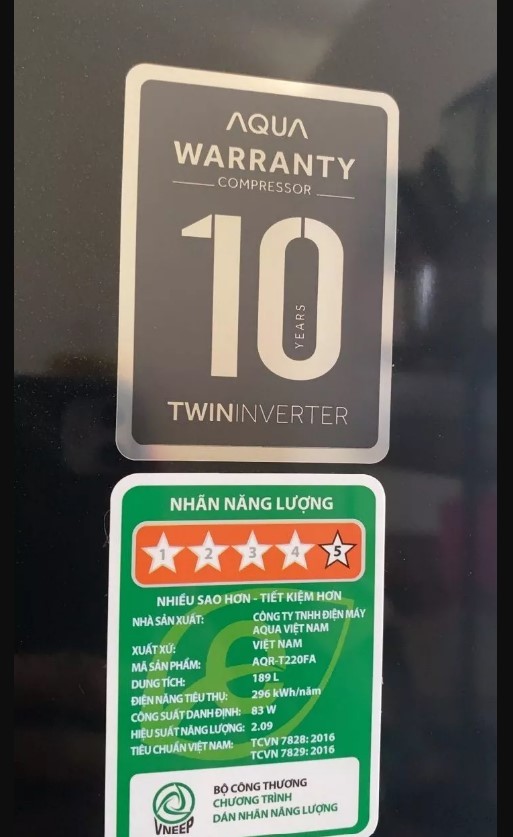 AQUA
WARRANTY
COMPRESSOR
10
YEARS
TWININVERTER
NHÃN NĂNG LƯỢNG
1 2 3 4 5
NHIỀU SAO HƠN - TIẾT KIỆM HƠN
NHÀ SẢN XUẤT: CÔNG TY TNHH ĐIỆN MÁY
AQUA VIỆT NAM
XUẤT XỨ: VIỆT NAM
MÃ SẢN PHẨM: AQR-T220FA
DUNG TÍCH: 189 L
ĐIỆN NĂNG TIÊU THỤ: 296 kWh/năm
CÔNG SUẤT DANH ĐỊNH: 83 W
HIỆU SUẤT NĂNG LƯỢNG: 2.09
TIÊU CHUẨN VIỆT NAM: TCVN 7828: 2016
TCVN 7829: 2016
VNEEP
BỘ CÔNG THƯƠNG
CHƯƠNG TRÌNH
DÁN NHÃN NĂNG LƯỢNG